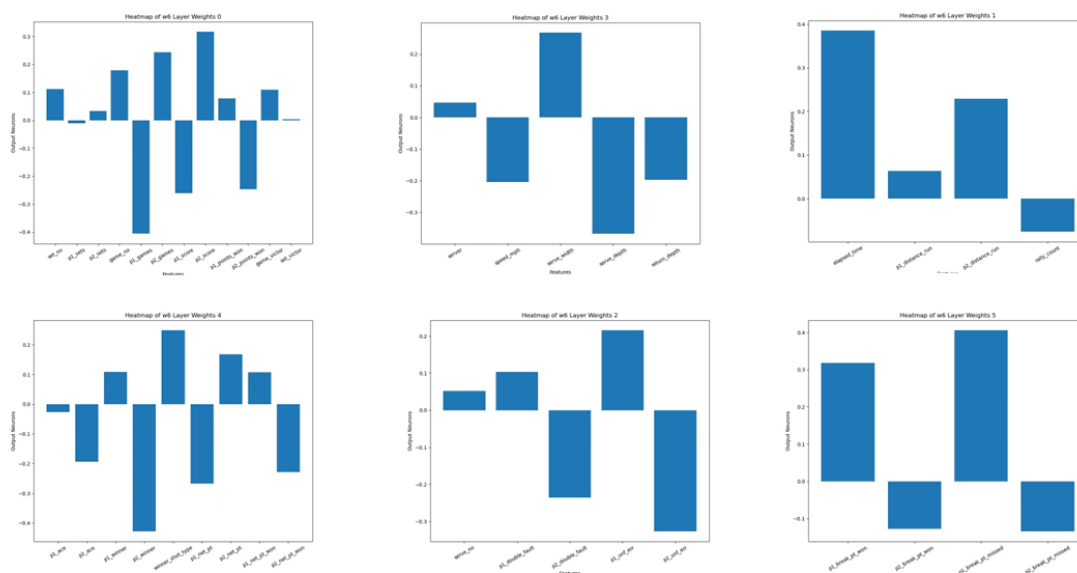 Heatmap of w6 Layer Weights 0
Output Neurons
0.3
0.2
0.1
0.0
−0.1
−0.2
−0.3
−0.4
set_no
p1_sets
p2_sets
game_no
p1_games
p2_games
p1_score
p2_score
p1_points_won
p2_points_won
game_victor
set_victor
Features
Heatmap of w6 Layer Weights 3
Output Neurons
0.2
0.1
0.0
−0.1
−0.2
−0.3
server
speed_mph
serve_width
serve_depth
return_depth
Features
Heatmap of w6 Layer Weights 1
Output Neurons
0.4
0.3
0.2
0.1
0.0
elapsed_time
p1_distance_run
p2_distance_run
rally_count
Heatmap of w6 Layer Weights 4
Output Neurons
0.2
0.1
0.0
−0.1
−0.2
−0.3
−0.4
p1_ace
p2_ace
p1_winner
p2_winner
winner_shot_type
p1_net_pt
p2_net_pt
p1_net_pt_won
p2_net_pt_won
Heatmap of w6 Layer Weights 2
Output Neurons
0.2
0.1
0.0
−0.1
−0.2
−0.3
serve_no
p1_double_fault
p2_double_fault
p1_unf_err
p2_unf_err
Features
Heatmap of w6 Layer Weights 5
Output Neurons
0.4
0.3
0.2
0.1
0.0
−0.1
p1_break_pt_won
p2_break_pt_won
p1_break_pt_missed
p2_break_pt_missed